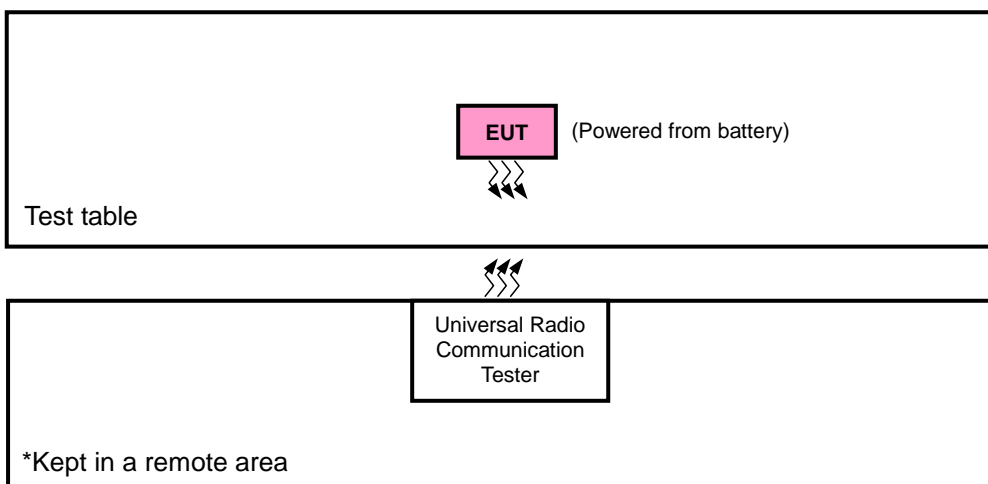 EUT
(Powered from battery)
Test table
Universal Radio
Communication
Tester
*Kept in a remote area